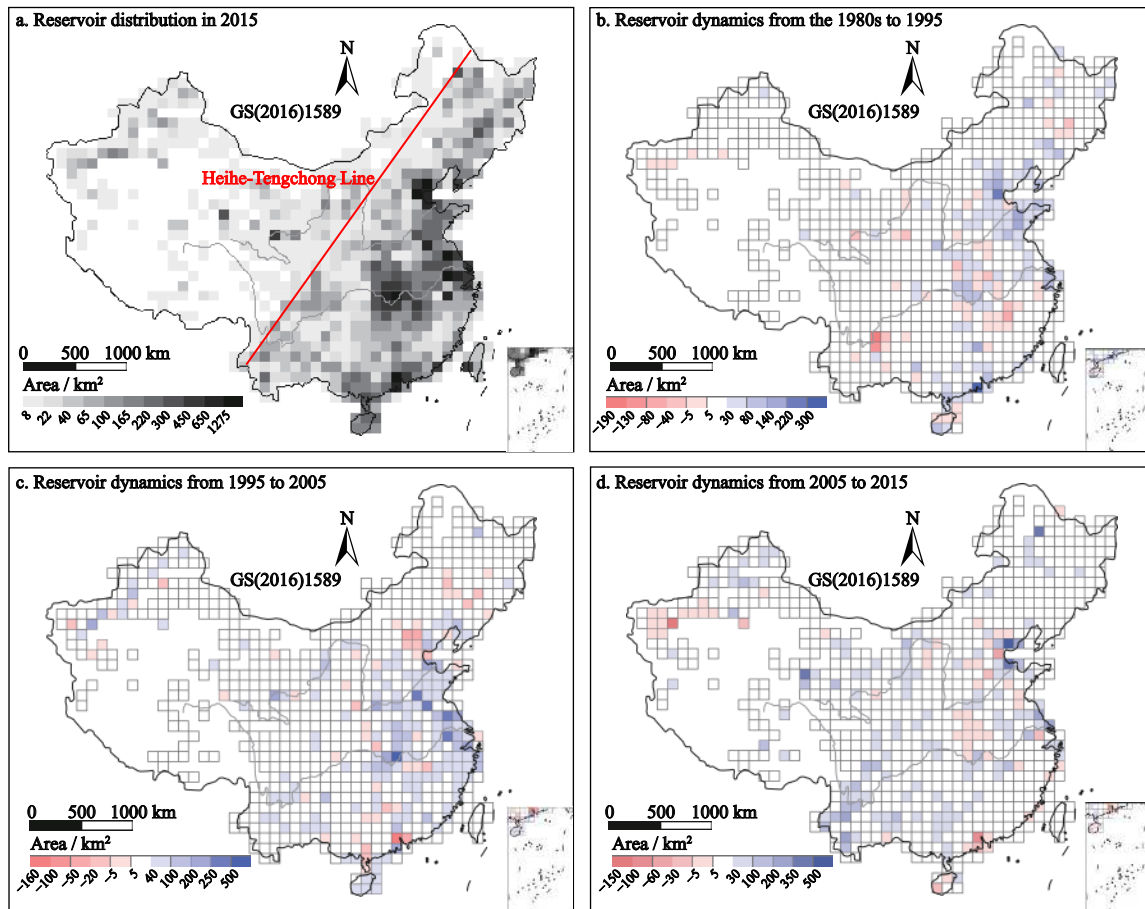 a. Reservoir distribution in 2015
N
GS(2016)1589
Heihe-Tengchong Line
0 500 1000 km
Area / km²
8 22 40 65 100 165 220 300 450 650 1275
b. Reservoir dynamics from the 1980s to 1995
N
GS(2016)1589
0 500 1000 km
Area / km²
−190 −130 −80 −40 −5 5 30 80 140 220 300
c. Reservoir dynamics from 1995 to 2005
N
GS(2016)1589
0 500 1000 km
Area / km²
−160 −100 −50 −20 −5 5 40 100 200 250 500
d. Reservoir dynamics from 2005 to 2015
N
GS(2016)1589
0 500 1000 km
Area / km²
−150 −100 −60 −30 −5 5 30 100 200 350 500